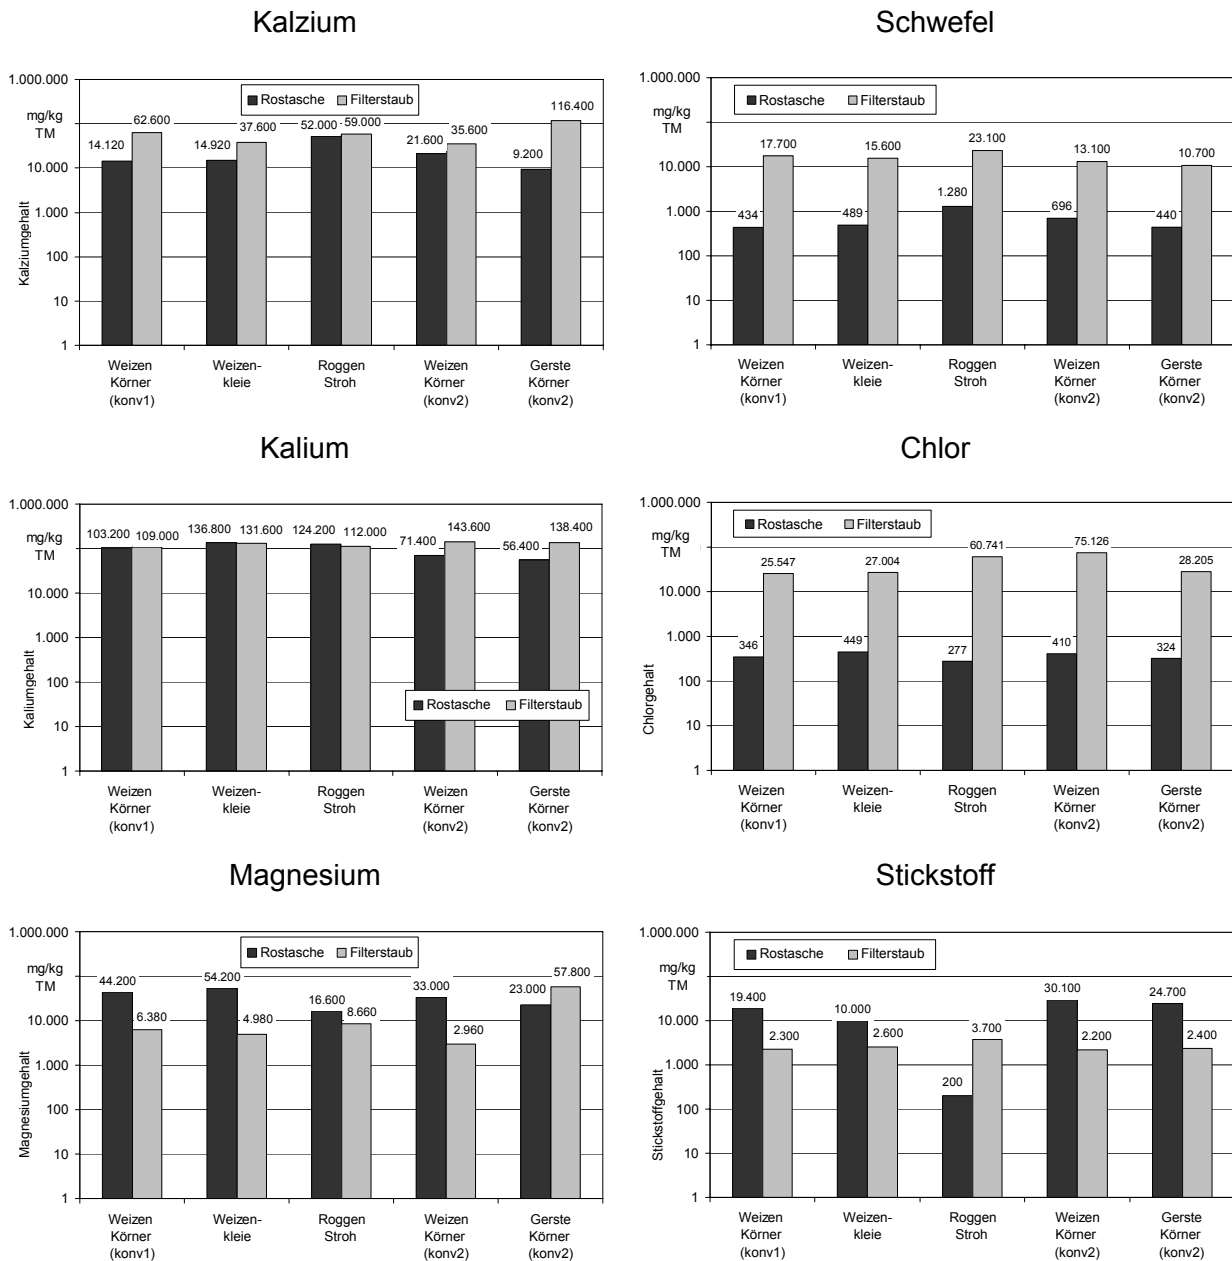 Kalzium
1.000.000
mg/kg
TM
10.000
1.000
100
10
1
Kalziumgehalt
Rostasche Filterstaub
14.120 62.600 14.920 37.600 52.000 59.000 21.600 35.600 9.200 116.400
Weizen Weizen- Roggen Weizen Gerste
Körner kleie Stroh Körner Körner
(konv1) (konv2) (konv2)
Schwefel
1.000.000
mg/kg
TM
10.000
1.000
100
10
1
Rostasche Filterstaub
434 17.700 489 15.600 1.280 23.100 696 13.100 440 10.700
Weizen Weizen- Roggen Weizen Gerste
Körner kleie Stroh Körner Körner
(konv1) (konv2) (konv2)
Kalium
1.000.000
mg/kg
TM
10.000
1.000
100
10
1
Kaliumgehalt
103.200 109.000 136.800 131.600 124.200 112.000 71.400 143.600 56.400 138.400
Rostasche Filterstaub
Weizen Weizen- Roggen Weizen Gerste
Körner kleie Stroh Körner Körner
(konv1) (konv2) (konv2)
Chlor
1.000.000
mg/kg
TM
10.000
1.000
100
10
1
Chlorgehalt
Rostasche Filterstaub
346 25.547 449 27.004 277 60.741 410 75.126 324 28.205
Weizen Weizen- Roggen Weizen Gerste
Körner kleie Stroh Körner Körner
(konv1) (konv2) (konv2)
Magnesium
1.000.000
mg/kg
TM
10.000
1.000
100
10
1
Magnesiumgehalt
Rostasche Filterstaub
44.200 6.380 54.200 4.980 16.600 8.660 33.000 2.960 23.000 57.800
Weizen Weizen- Roggen Weizen Gerste
Körner kleie Stroh Körner Körner
(konv1) (konv2) (konv2)
Stickstoff
1.000.000
mg/kg
TM
10.000
1.000
100
10
1
Stickstoffgehalt
Rostasche Filterstaub
19.400 2.300 10.000 2.600 200 3.700 30.100 2.200 24.700 2.400
Weizen Weizen- Roggen Weizen Gerste
Körner kleie Stroh Körner Körner
(konv1) (konv2) (konv2)